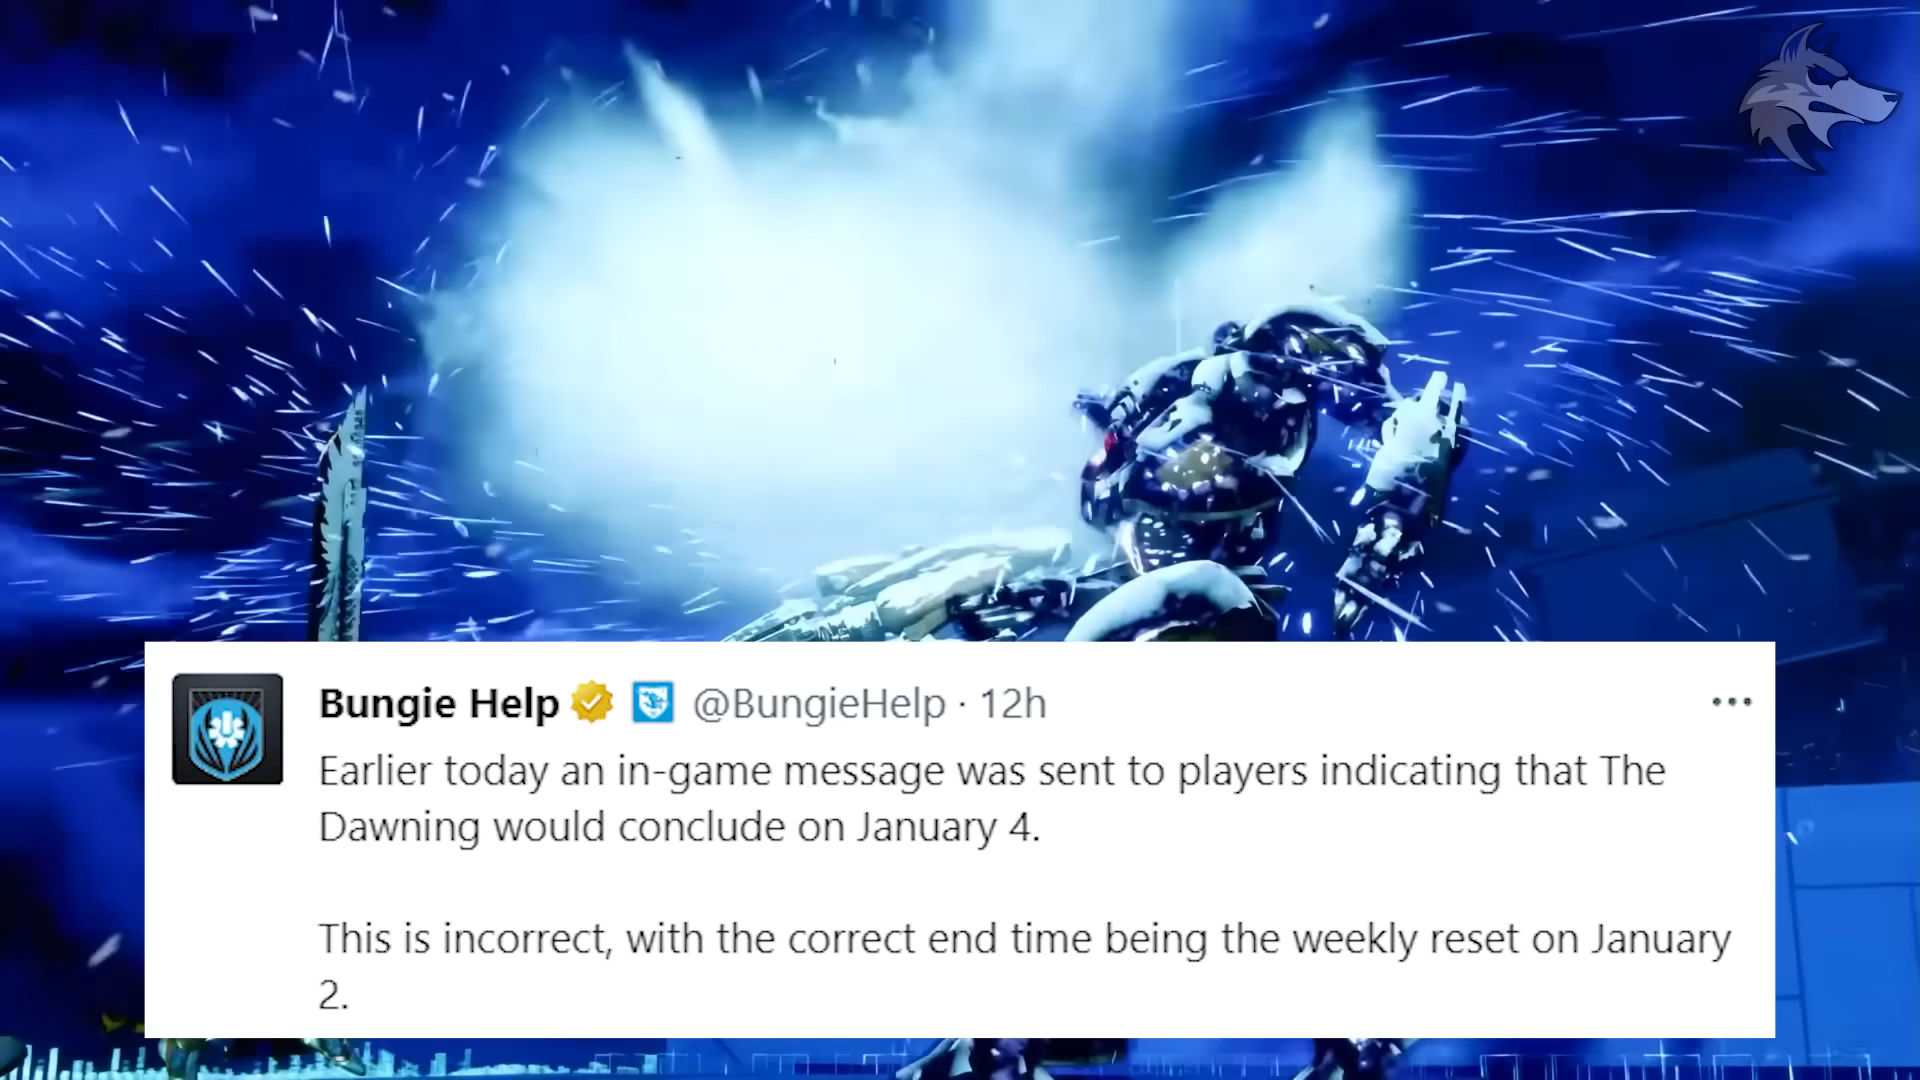 Bungie Help @BungieHelp · 12h
Earlier today an in-game message was sent to players indicating that The
Dawning would conclude on January 4.
This is incorrect, with the correct end time being the weekly reset on January
2.